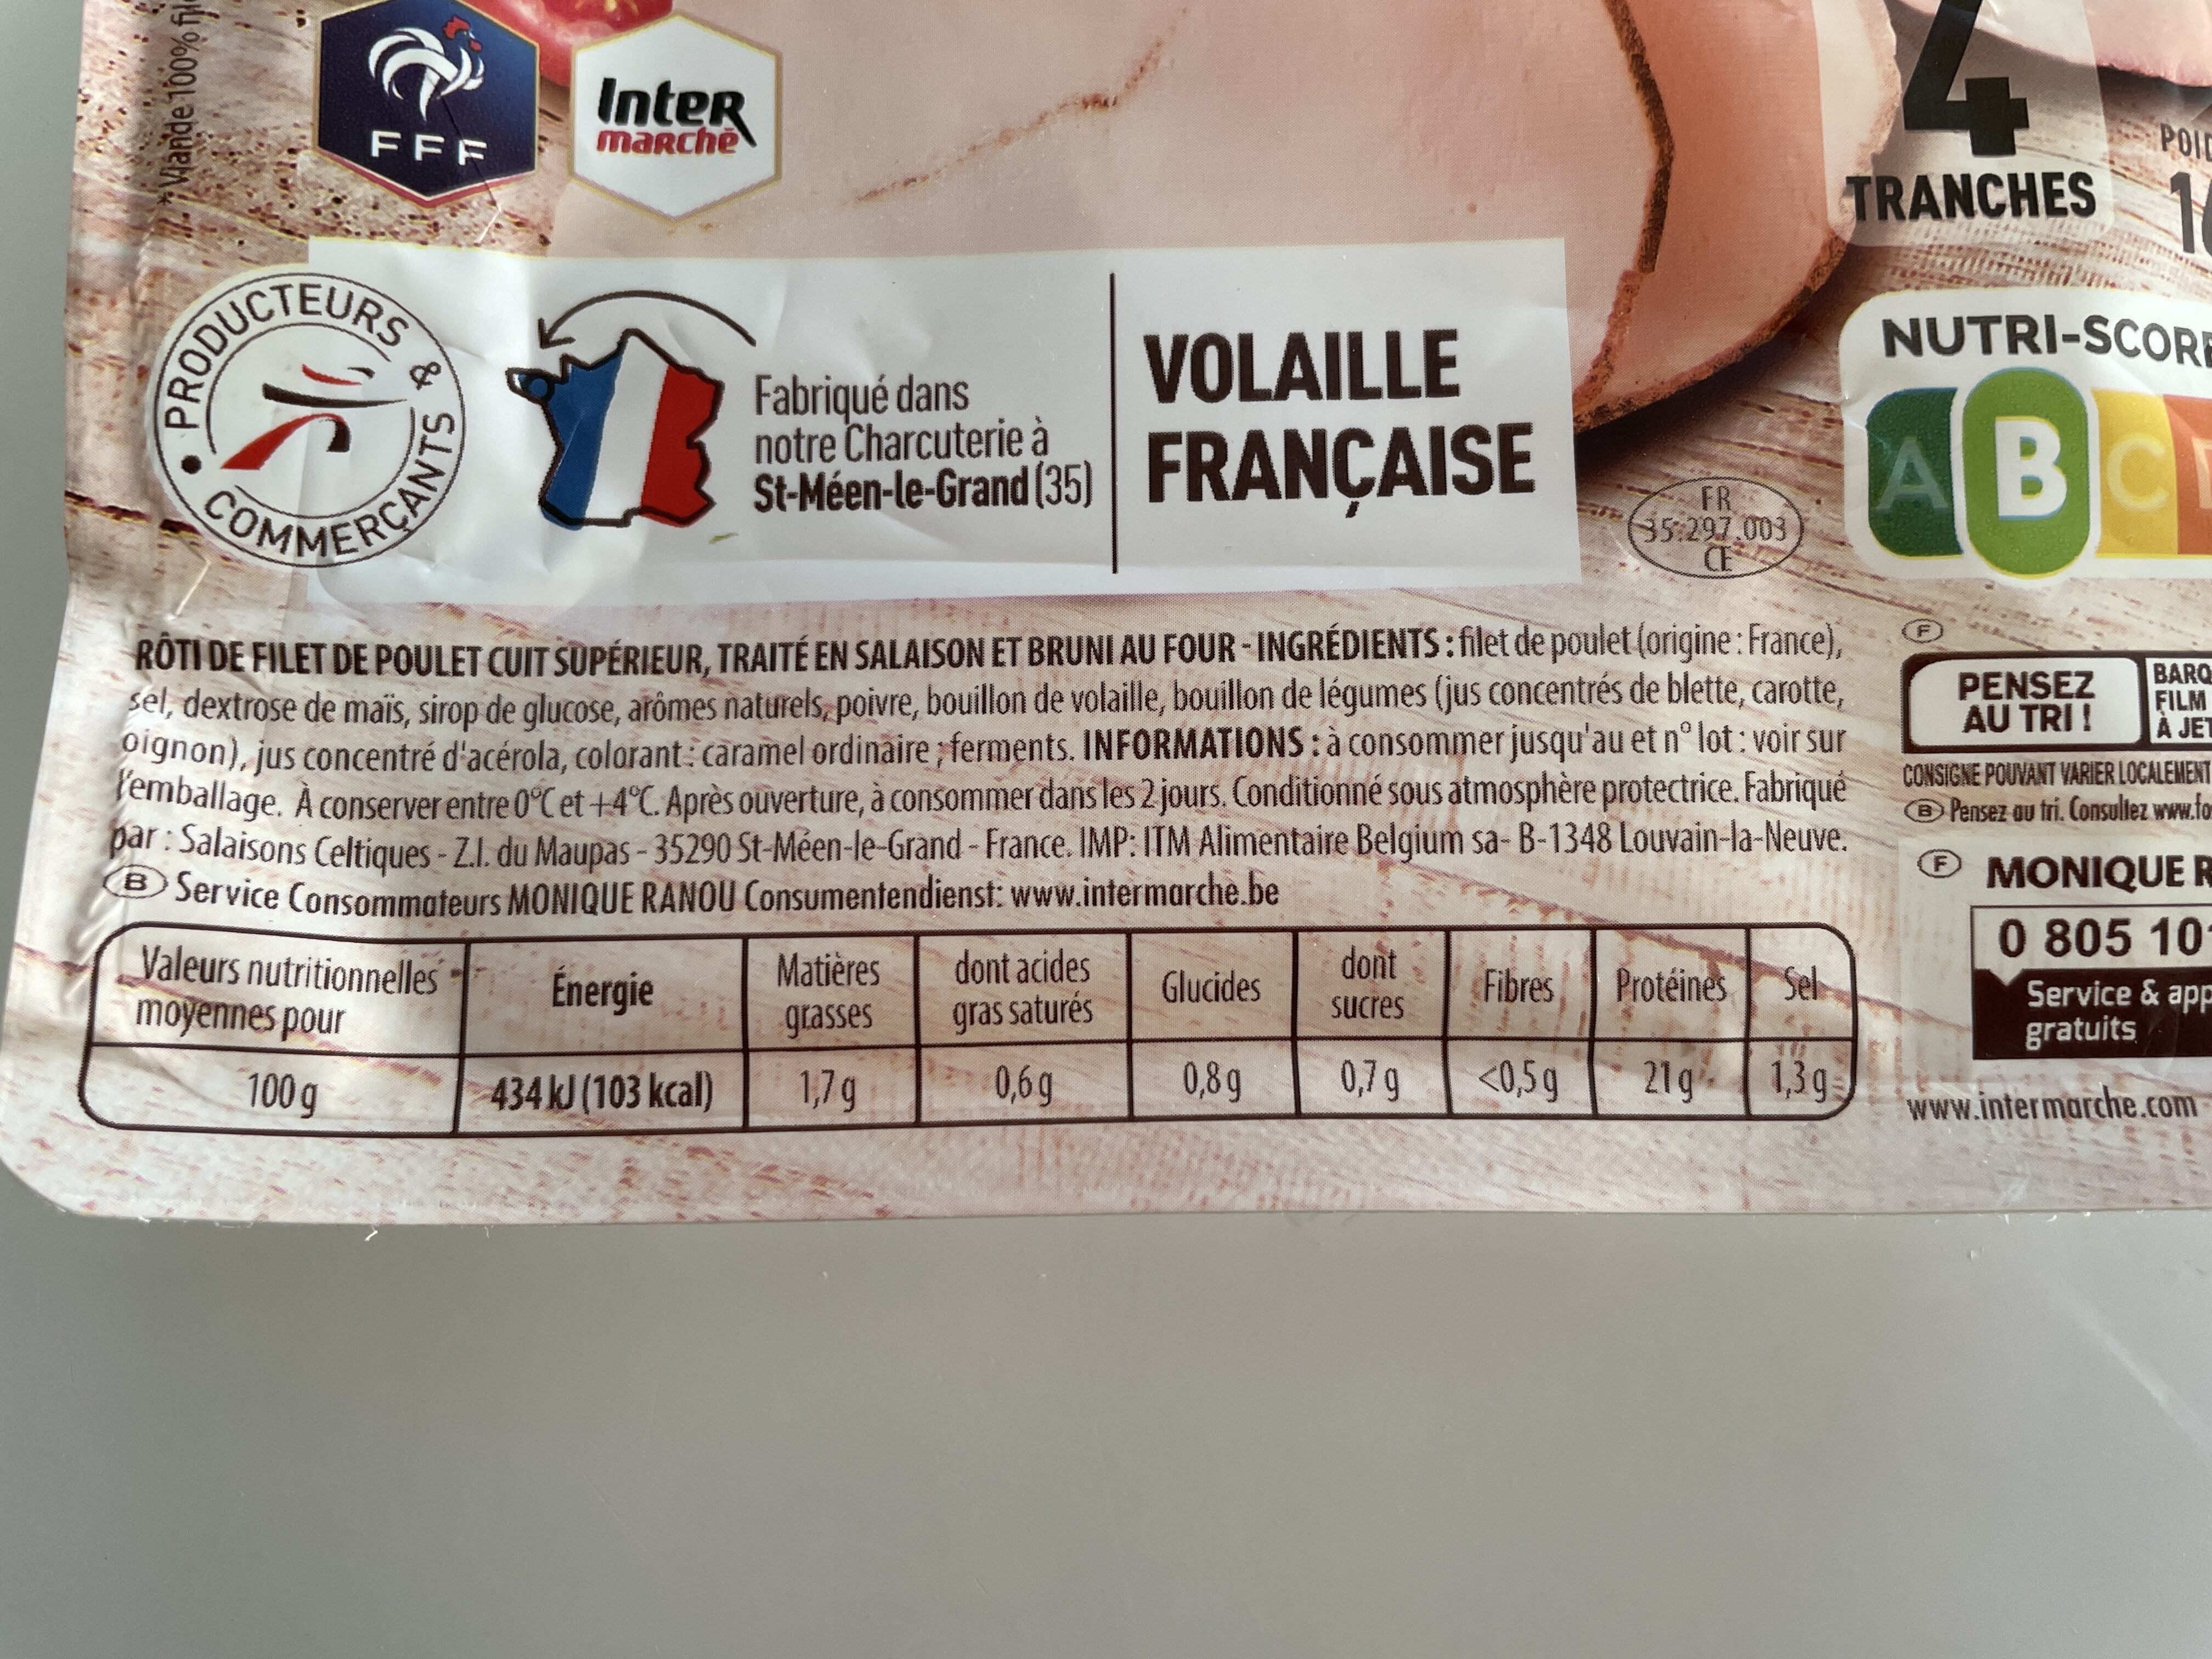 *Viande 100%
FFF
InteR
maRchē
4
TRANCHES
PRODUCTEURS & COMMERÇANTS
Fabriqué dans
notre Charcuterie à
St-Méen-le-Grand (35)
VOLAILLE
FRANÇAISE
FR
35.297.003
CE
NUTRI-SCORE
A B C
RÔTI DE FILET DE POULET CUIT SUPÉRIEUR, TRAITÉ EN SALAISON ET BRUNI AU FOUR - INGRÉDIENTS : filet de poulet (origine : France),
sel, dextrose de maïs, sirop de glucose, arômes naturels, poivre, bouillon de volaille, bouillon de légumes (jus concentrés de blette, carotte,
oignon), jus concentré d'acérola, colorant : caramel ordinaire ; ferments. INFORMATIONS : à consommer jusqu'au et n° lot : voir sur
l'emballage. À conserver entre 0°C et +4°C. Après ouverture, à consommer dans les 2 jours. Conditionné sous atmosphère protectrice. Fabriqué
par : Salaisons Celtiques - Z.I. du Maupas - 35290 St-Méen-le-Grand - France. IMP: ITM Alimentaire Belgium sa- B-1348 Louvain-la-Neuve.
B Service Consommateurs MONIQUE RANOU Consumentendienst: www.intermarche.be
F
PENSEZ
AU TRI !
FILM
CONSIGNE POUVANT VARIER LOCALEMENT
B Pensez au tri. Consultez
F MONIQUE
0 805
Service &
gratuits
www.intermarche.com
Valeurs nutritionnelles moyennes pour Énergie Matières grasses dont acides gras saturés Glucides dont sucres Fibres Protéines Sel
100 g 434 kJ (103 kcal) 1,7 g 0,6 g 0,8 g 0,7 g <0,5 g 21 g 1,3 g